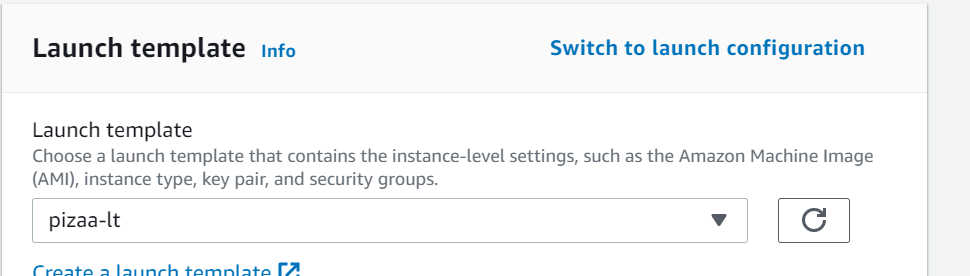 Launch template Info Switch to launch configuration
Launch template
Choose a launch template that contains the instance-level settings, such as the Amazon Machine Image
(AMI), instance type, key pair, and security groups.
pizaa-lt
Create a launch template